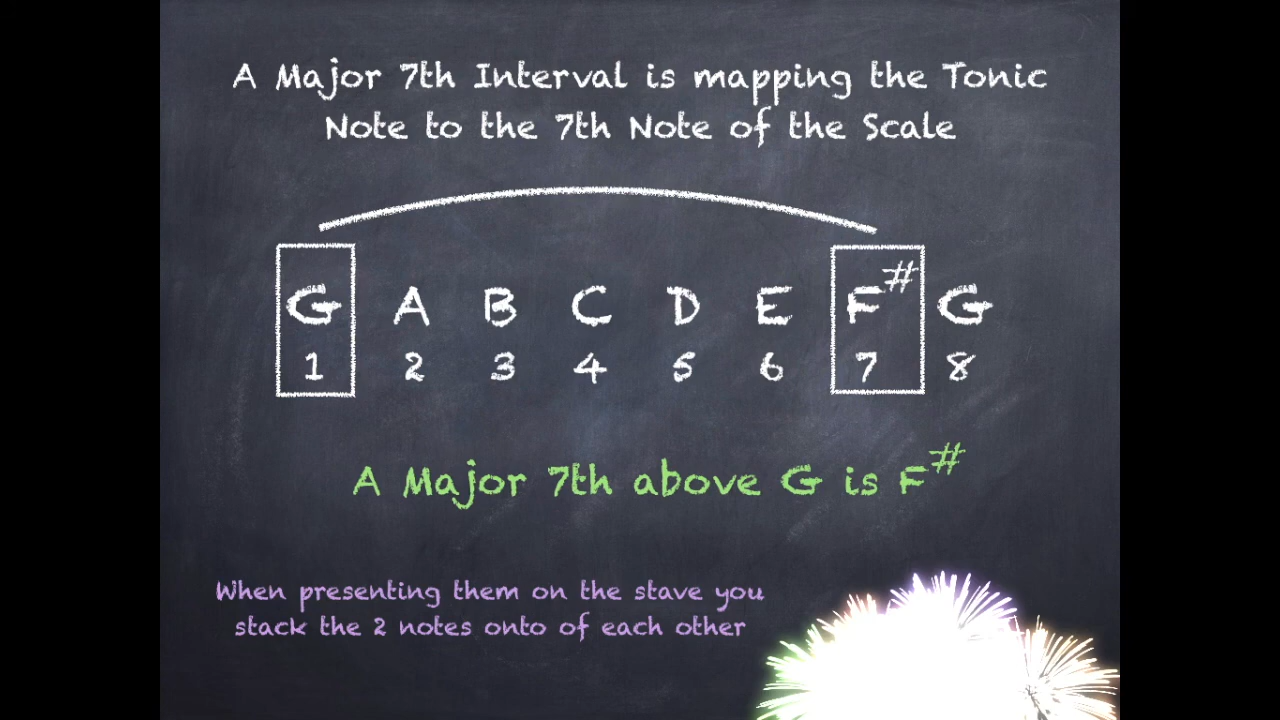 A Major 7th Interval is mapping the Tonic
Note to the 7th Note of the Scale
G A B C D E F# G
1 2 3 4 5 6 7 8
A Major 7th above G is F#
When presenting them on the stave you
stack the 2 notes onto of each other